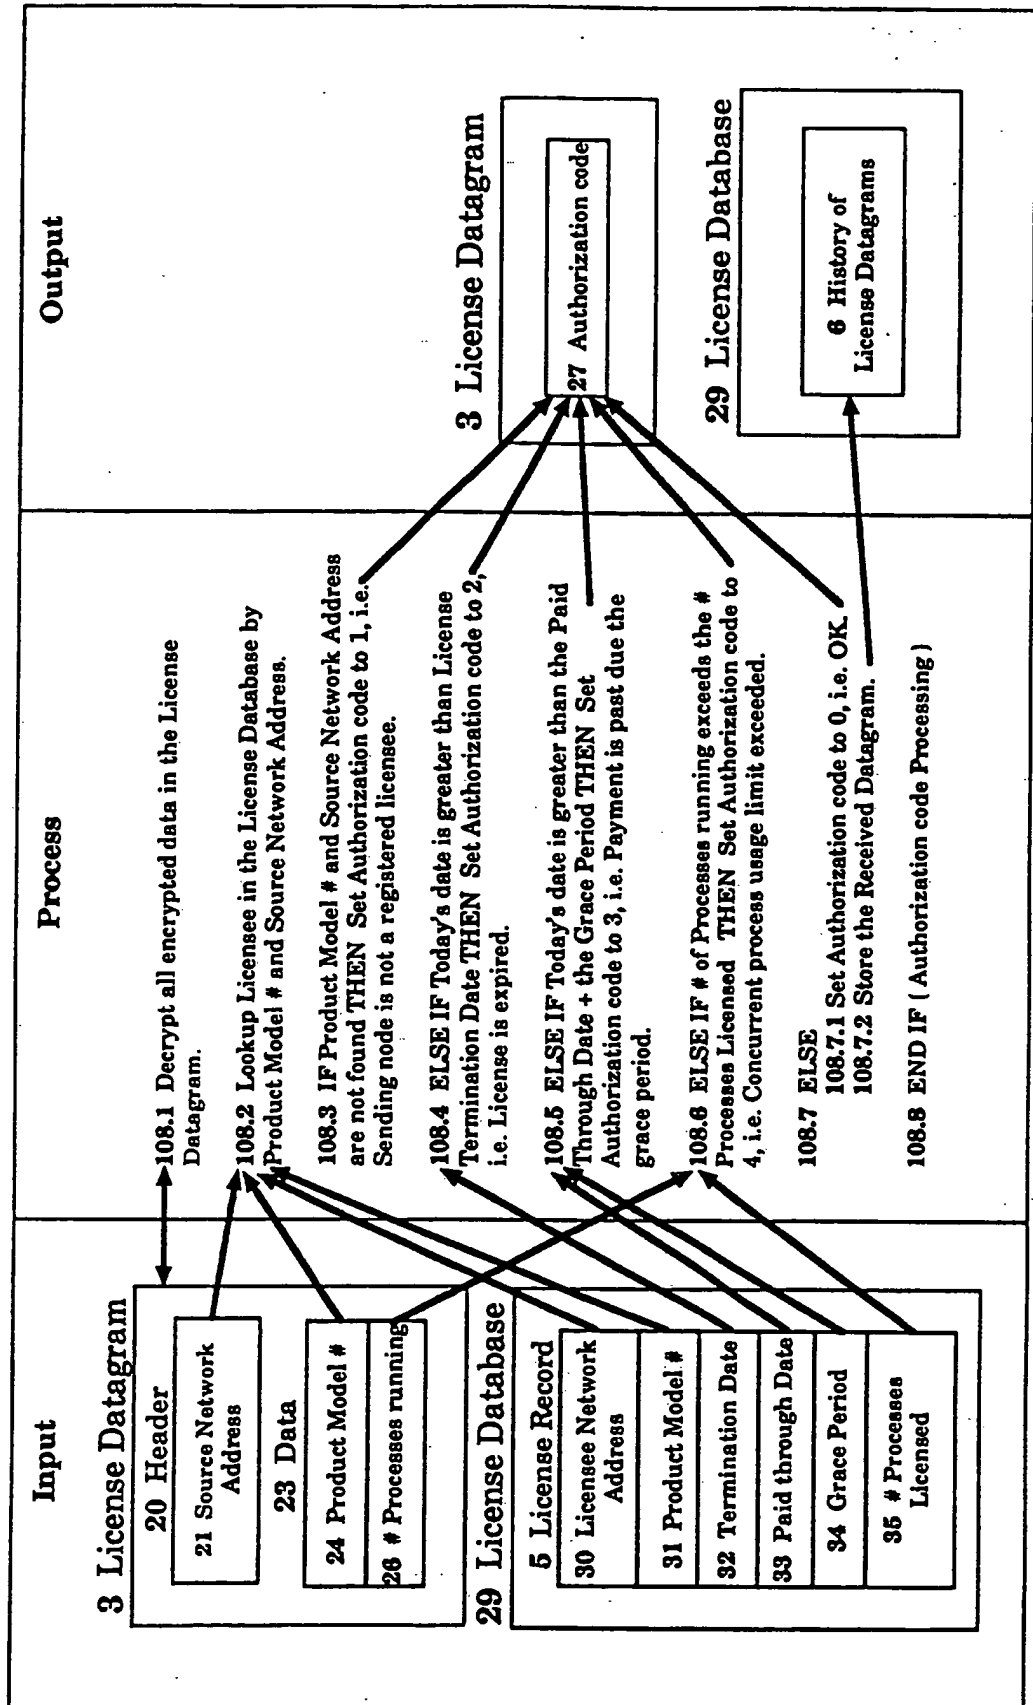 Input
3 License Datagram
20 Header
21 Source Network
Address
23 Data
24 Product Model #
26 # Processes running
29 License Database
5 License Record
30 Licensee Network
Address
31 Product Model #
32 Termination Date
33 Paid through Date
34 Grace Period
35 # Processes
Licensed
Process
108.1 Decrypt all encrypted data in the License
Datagram.
108.2 Lookup Licensee in the License Database by
Product Model # and Source Network Address.
108.3 IF Product Model # and Source Network Address
are not found THEN Set Authorization code to 1, i.e.
Sending node is not a registered licensee.
108.4 ELSE IF Today's date is greater than License
Termination Date THEN Set Authorization code to 2,
i.e. License is expired.
108.5 ELSE IF Today's date is greater than the Paid
Through Date + the Grace Period THEN Set
Authorization code to 3, i.e. Payment is past due the
grace period.
108.6 ELSE IF # of Processes running exceeds the #
Processes Licensed THEN Set Authorization code to
4, i.e. Concurrent process usage limit exceeded.
108.7 ELSE
108.7.1 Set Authorization code to 0, i.e. OK.
108.7.2 Store the Received Datagram.
108.8 END IF ( Authorization code Processing )
Output
3 License Datagram
27 Authorization code
29 License Database
6 History of
License Datagrams